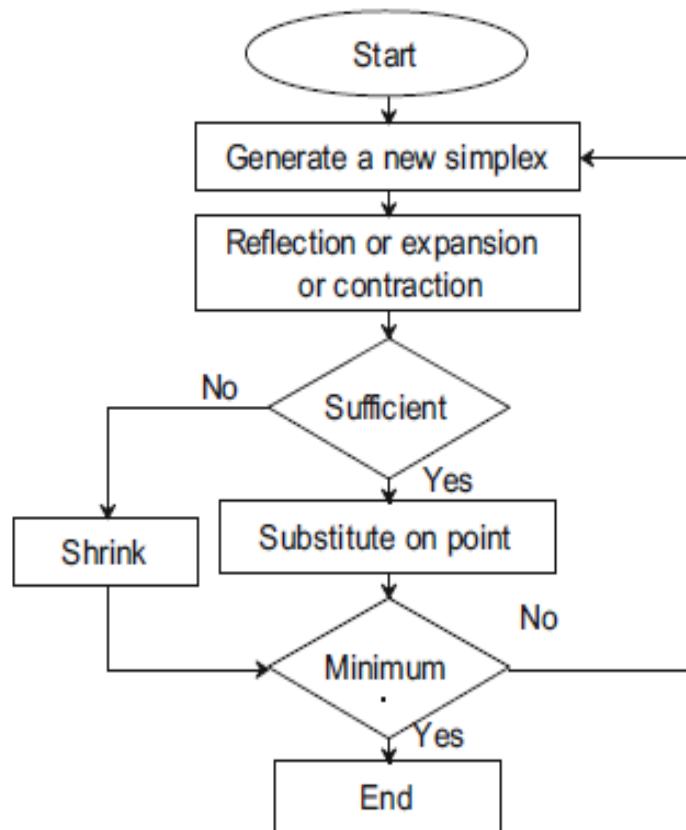 Start
Generate a new simplex
Reflection or expansion
or contraction
No
Sufficient
Yes
Shrink
Substitute on point
No
Minimum
.
Yes
End